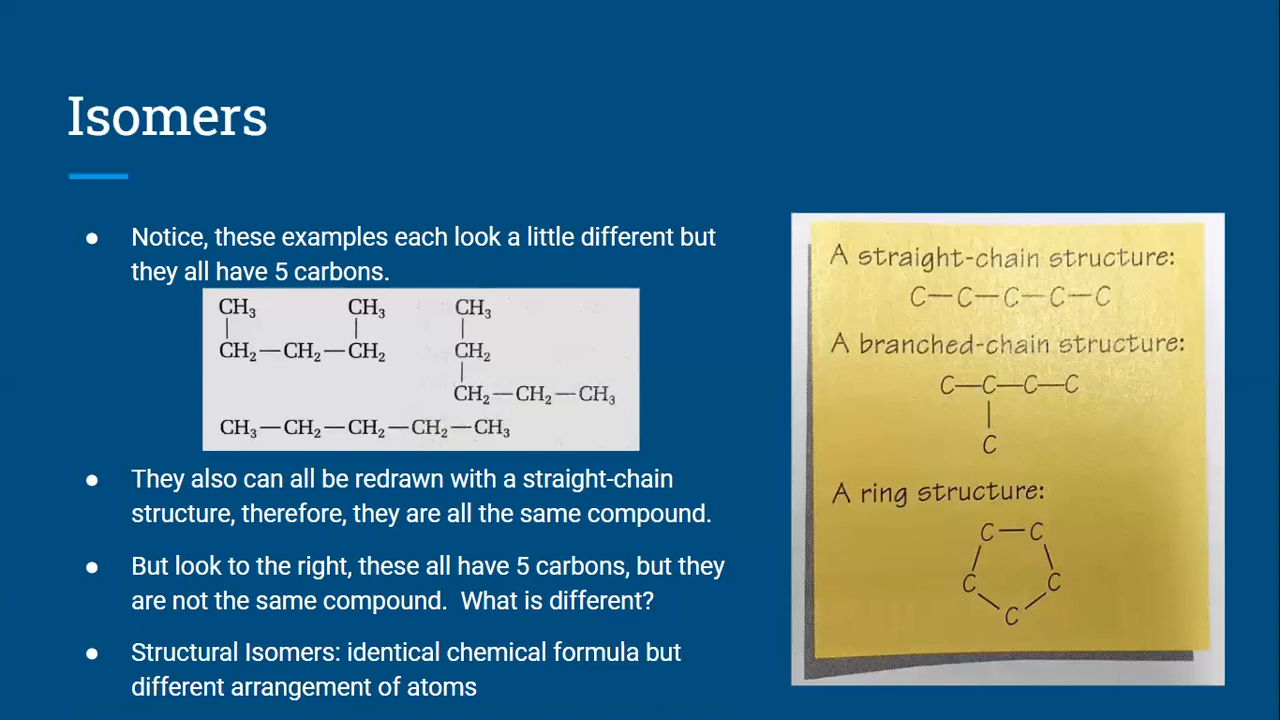 Isomers
● Notice, these examples each look a little different but
they all have 5 carbons.
CH₃ CH₃ CH₃
CH₂—CH₂—CH₂ CH₂
CH₂—CH₂—CH₃
CH₃—CH₂—CH₂—CH₂—CH₃
● They also can all be redrawn with a straight-chain
structure, therefore, they are all the same compound.
● But look to the right, these all have 5 carbons, but they
are not the same compound.  What is different?
● Structural Isomers: identical chemical formula but
different arrangement of atoms
A straight-chain structure:
C—C—C—C—C
A branched-chain structure:
C—C—C—C
C
A ring structure:
C—C
C C
C